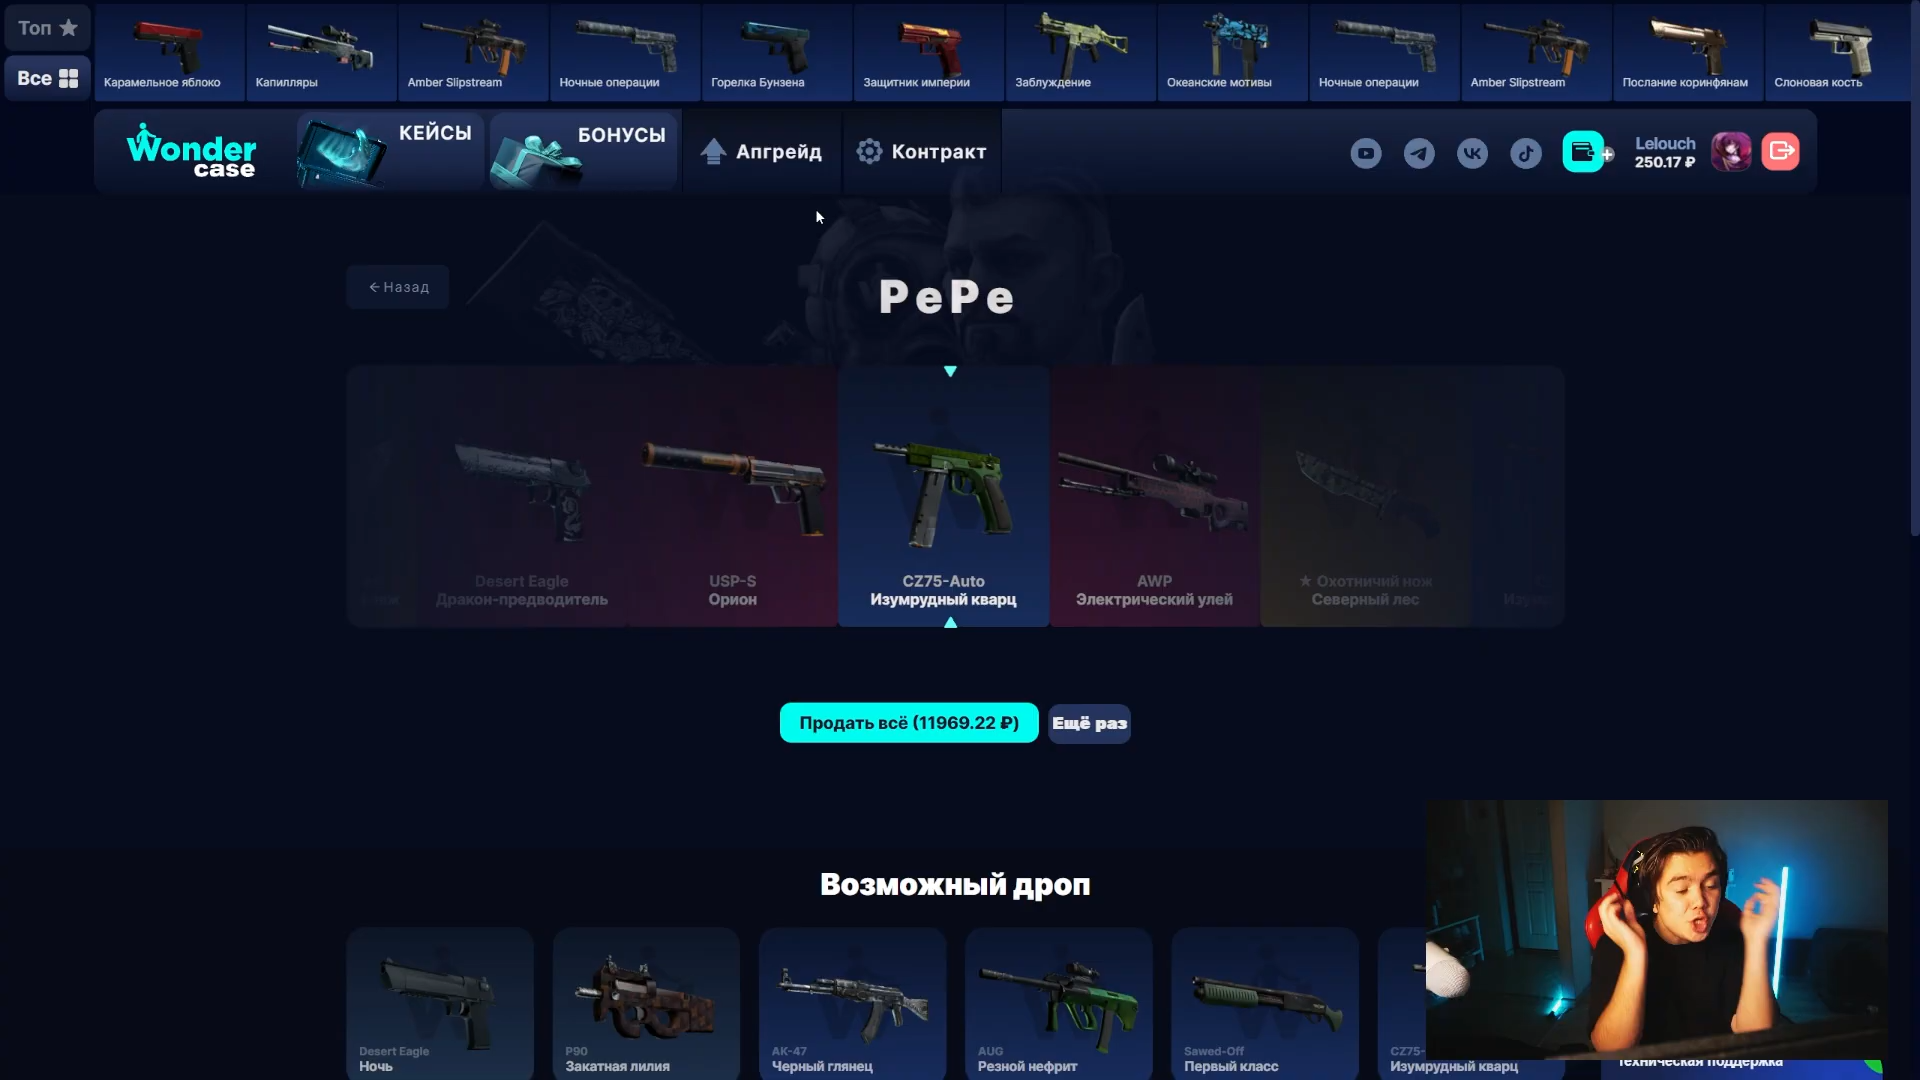 Топ
Все
Карамельное яблоко
Капилляры
Amber Slipstream
Ночные операции
Горелка Бунзена
Защитник империи
Заблуждение
Океанские мотивы
Ночные операции
Amber Slipstream
Послание коринфянам
Слоновая кость
Wonder
case
КЕЙСЫ
БОНУСЫ
Апгрейд
Контракт
Lelouch
250.17 ₽
Назад
PePe
Desert Eagle
Дракон-предводитель
USP-S
Орион
CZ75-Auto
Изумрудный кварц
AWP
Электрический улей
★ Охотничий нож
Северный лес
Продать всё (11969.22 ₽)
Ещё раз
Возможный дроп
Desert Eagle
Ночь
P90
Закатная лилия
AK-47
Черный глянец
AUG
Резной нефрит
Sawed-Off
Первый класс
CZ75-
Изумрудный кварц
Техническая поддержка